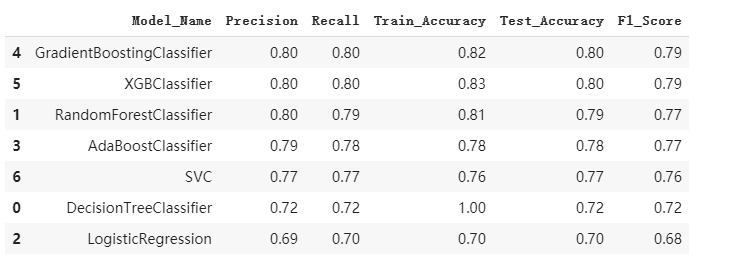 Model_Name Precision Recall Train_Accuracy Test_Accuracy F1_Score
4 GradientBoostingClassifier 0.80 0.80 0.82 0.80 0.79
5 XGBClassifier 0.80 0.80 0.83 0.80 0.79
1 RandomForestClassifier 0.80 0.79 0.81 0.79 0.77
3 AdaBoostClassifier 0.79 0.78 0.78 0.78 0.77
6 SVC 0.77 0.77 0.76 0.77 0.76
0 DecisionTreeClassifier 0.72 0.72 1.00 0.72 0.72
2 LogisticRegression 0.69 0.70 0.70 0.70 0.68